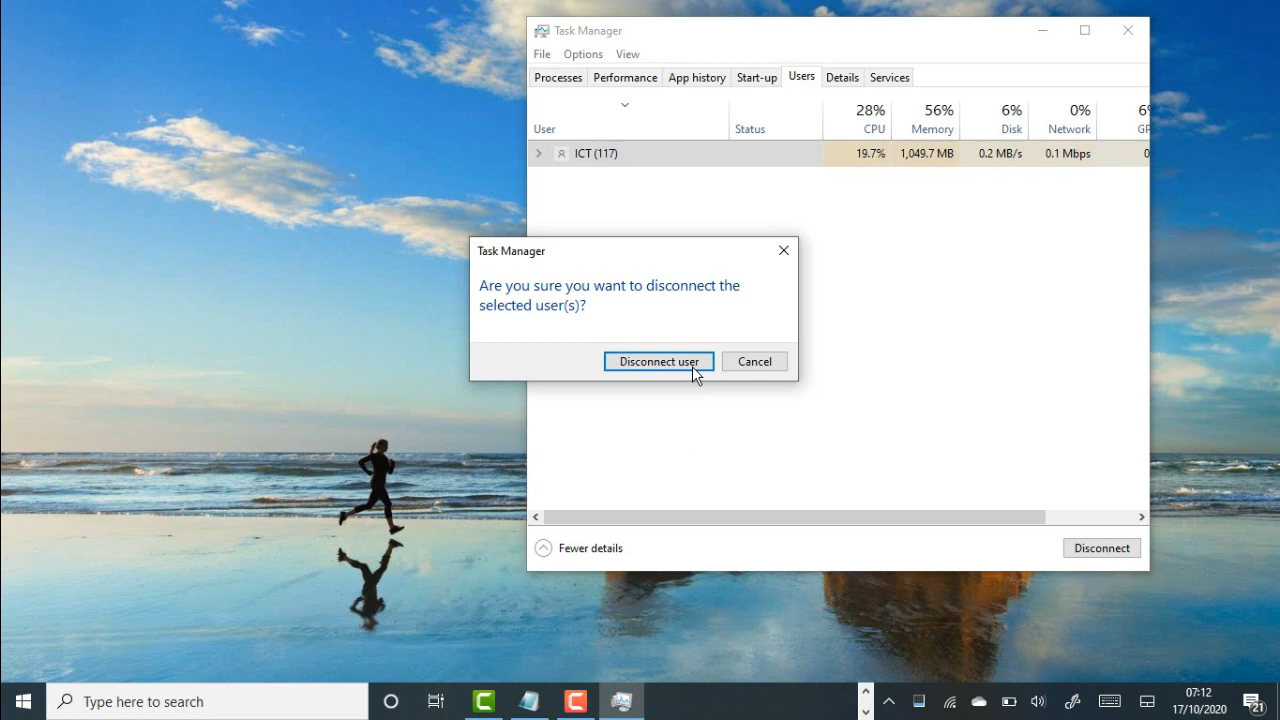 Task Manager
File Options View
Processes Performance App history Start-up Users Details Services
28% 56% 6% 0% 6%
User Status CPU Memory Disk Network GP
ICT (117) 19.7% 1,049.7 MB 0.2 MB/s 0.1 Mbps 0
Task Manager
Are you sure you want to disconnect the
selected user(s)?
Disconnect user Cancel
Fewer details Disconnect
Type here to search
07:12
17/10/2020
21